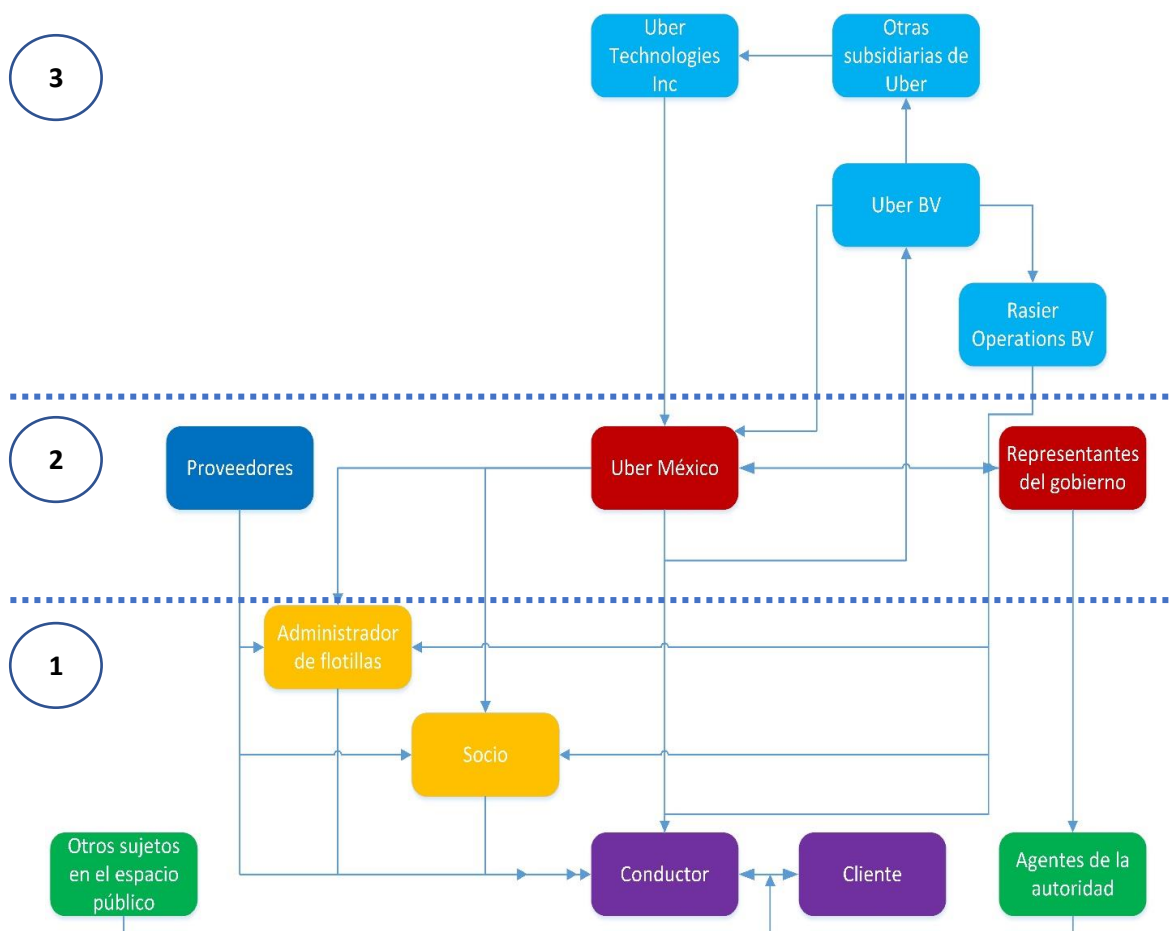 3
Uber
Technologies
Inc
Otras
subsidiarias de
Uber
Uber BV
Rasier
Operations BV
2
Proveedores
Uber México
Representantes
del gobierno
1
Administrador
de flotillas
Socio
Otros sujetos
en el espacio
público
Conductor
Cliente
Agentes de la
autoridad